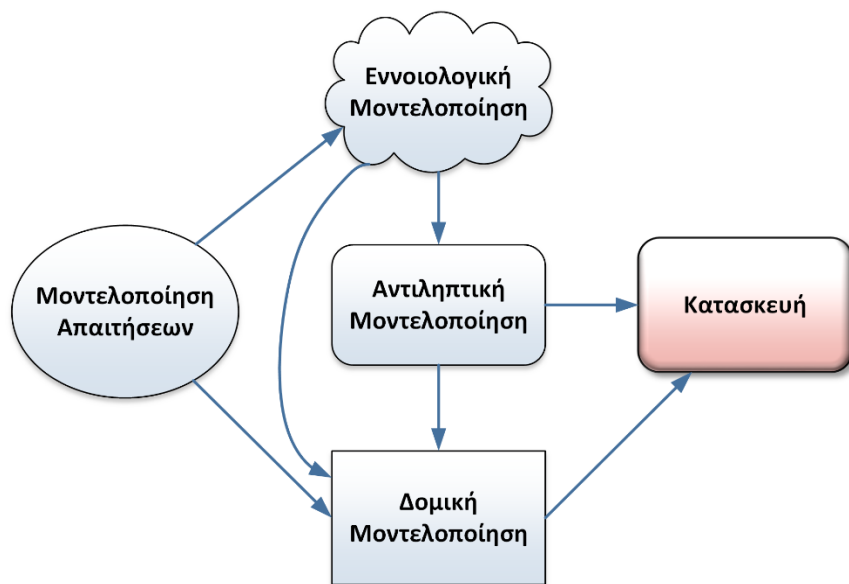 Εννοιολογική
Μοντελοποίηση
Μοντελοποίηση
Απαιτήσεων
Αντιληπτική
Μοντελοποίηση
Κατασκευή
Δομική
Μοντελοποίηση